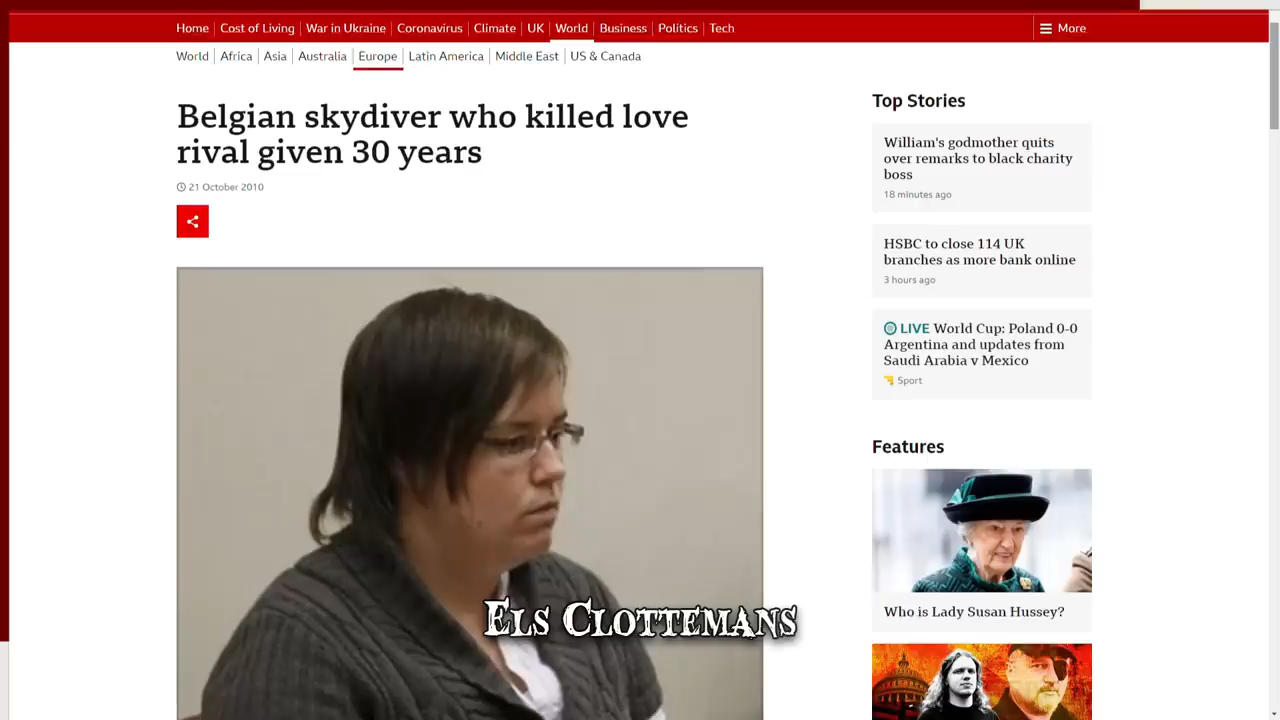 Home Cost of Living War in Ukraine Coronavirus Climate UK World Business Politics Tech More
World Africa Asia Australia Europe Latin America Middle East US & Canada
Belgian skydiver who killed love
rival given 30 years
21 October 2010
Top Stories
William's godmother quits
over remarks to black charity
boss
18 minutes ago
HSBC to close 114 UK
branches as more bank online
3 hours ago
LIVE World Cup: Poland 0-0
Argentina and updates from
Saudi Arabia v Mexico
Sport
Features
Who is Lady Susan Hussey?
Els Clottemans